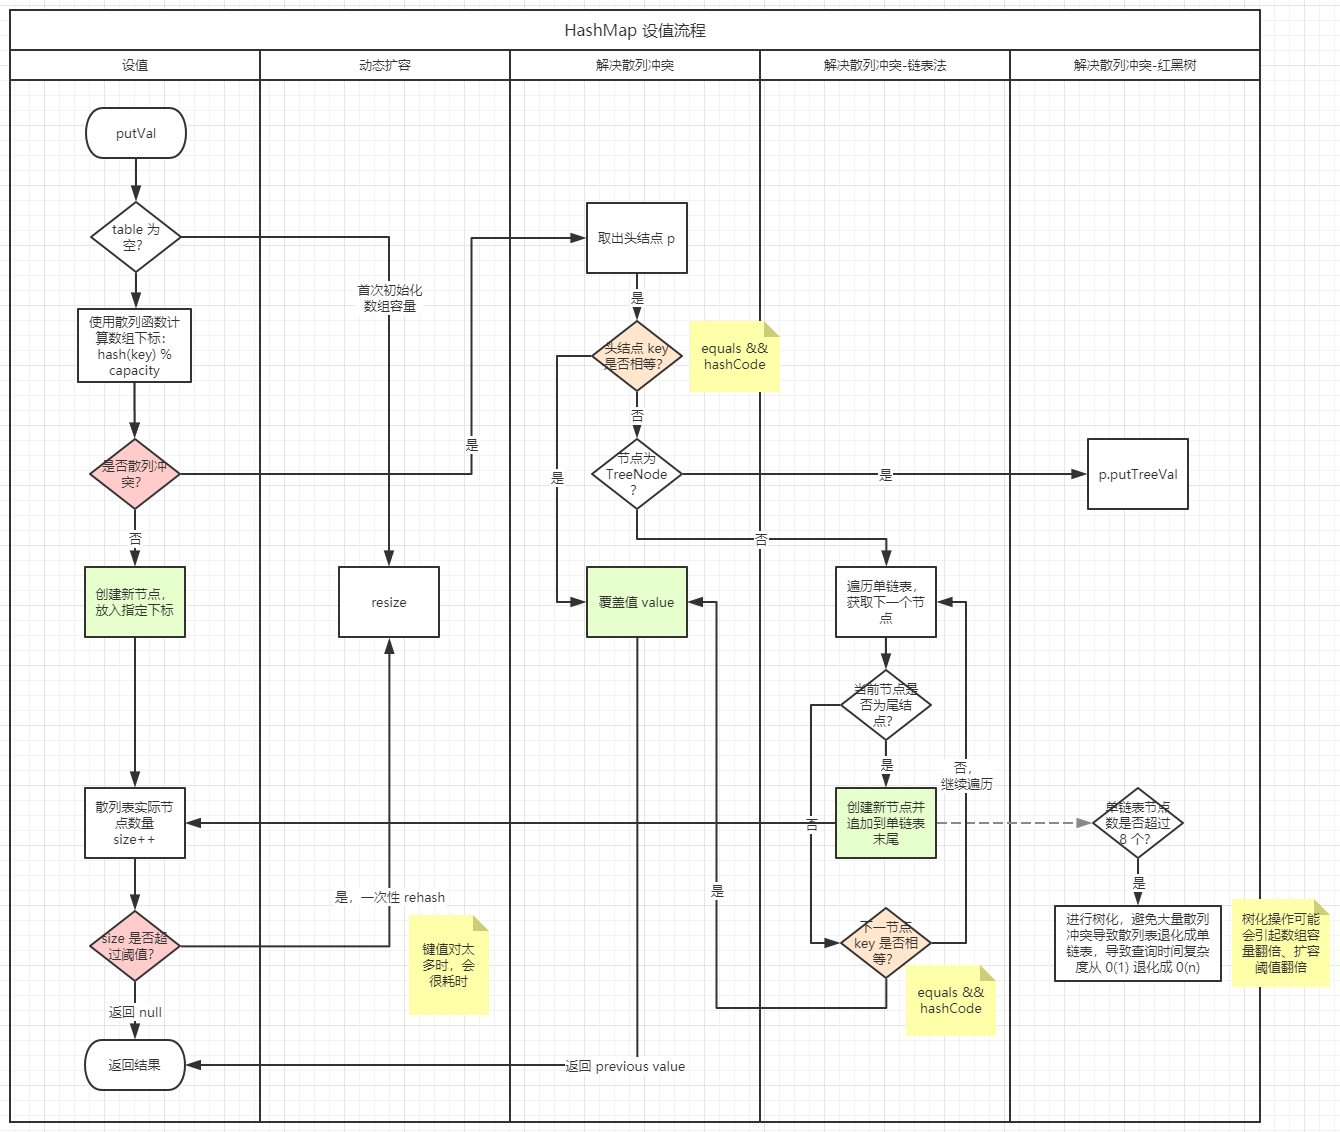 HashMap 设值流程
设值
动态扩容
解决散列冲突
解决散列冲突-链表法
解决散列冲突-红黑树
putVal
table 为
空？
首次初始化
数组容量
使用散列函数计
算数组下标：
hash(key) %
capacity
是否散列冲
突？
是
否
创建新节点，
放入指定下标
resize
散列表实际节
点数量
size++
size 是否超
过阈值？
是，一次性 rehash
键值对太
多时，会
很耗时
返回 null
返回结果
取出头结点 p
是
头结点 key
是否相等？
equals &&
hashCode
否
是
节点为
TreeNode
？
是
否
p.putTreeVal
覆盖值 value
遍历单链表，
获取下一个节
点
当前节点是
否为尾结
点？
是
否
否，
继续遍历
创建新节点并
追加到单链表
末尾
下一节点
key 是否相
等？
equals &&
hashCode
是
返回 previous value
单链表节点
数是否超过
8 个？
是
进行树化，避免大量散列
冲突导致散列表退化成单
链表，导致查询时间复杂
度从 0(1) 退化成 0(n)
树化操作可能
会引起数组容
量翻倍、扩容
阈值翻倍